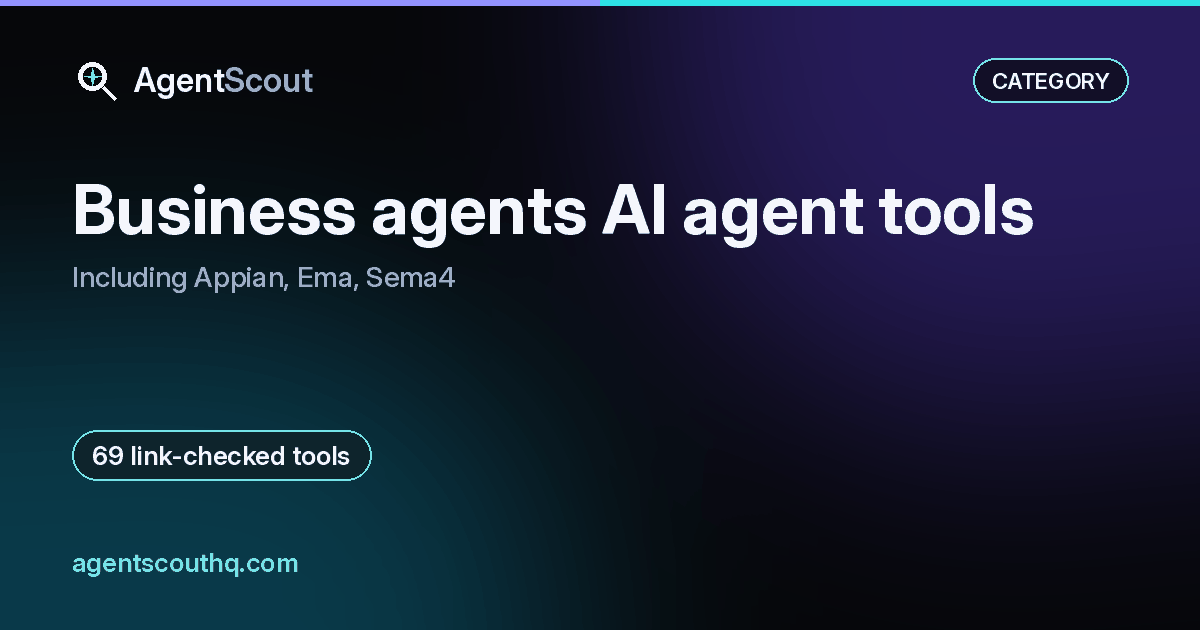 AgentScout
CATEGORY
Business agents AI agent tools
Including Appian, Ema, Sema4
69 link-checked tools
agentscouthq.com